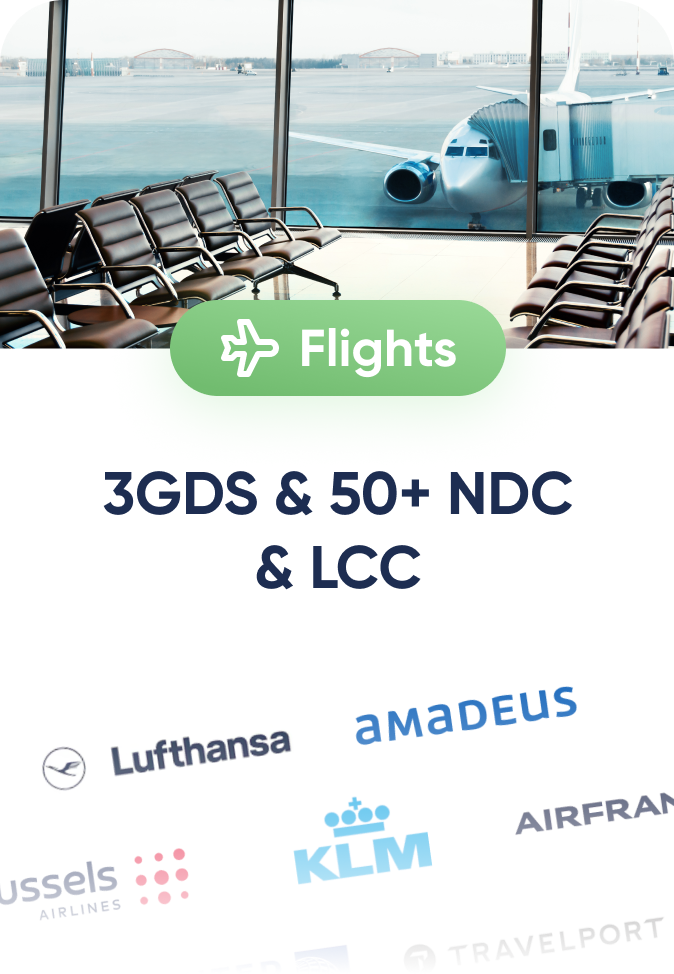 Flights
3GDS & 50+ NDC
& LCC
amadeus
Lufthansa
AIRFRAN
KLM
ussels
AIRLINES
TRAVELPORT